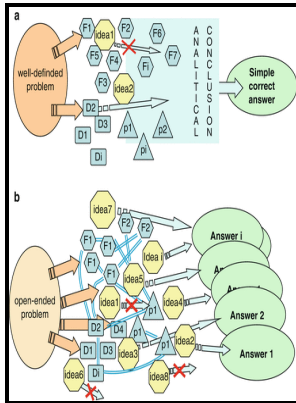 a
F1
F2
F6
idea1
F5
F4
F7
F3
Fi
well-definded
problem
idea2
D2
D3
D1
p1
p2
Di
pi
ANALYTICAL
CONCLUSION
Simple
correct
answer
b
idea7
F2
F1
F2
F1
F1
Idea i
Answer i
idea5
open-ended
problem
idea1
p1
idea4
D2
D4
Answer 2
D1
D3
idea3
p1
idea2
Answer 1
Di
idea6
idea8